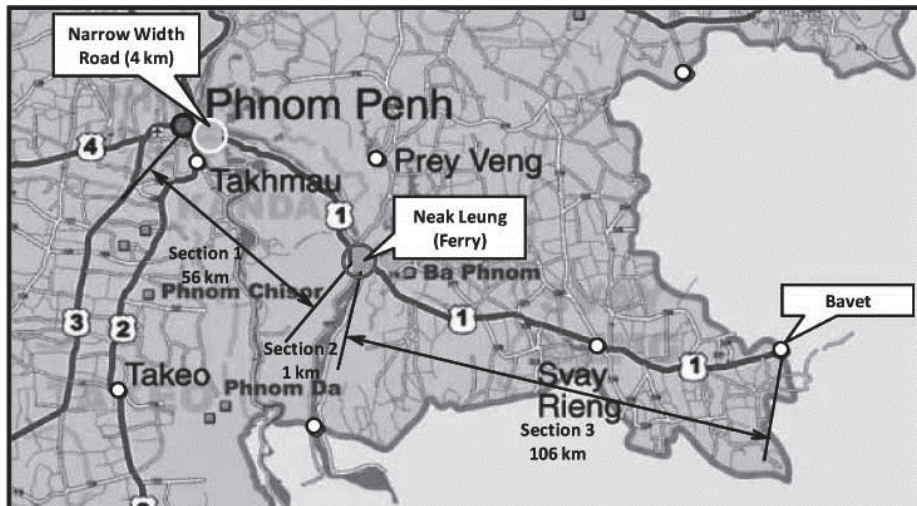 Narrow Width
Road (4 km)
Phnom Penh
4
Takhmau
Prey Veng
1
Neak Leung
(Ferry)
Section 1
56 km
Ba Phnom
Phnom Chisor
Bavet
3
2
1
1
Section 2
1 km
Takeo
Phnom Da
Svay
Rieng
Section 3
106 km